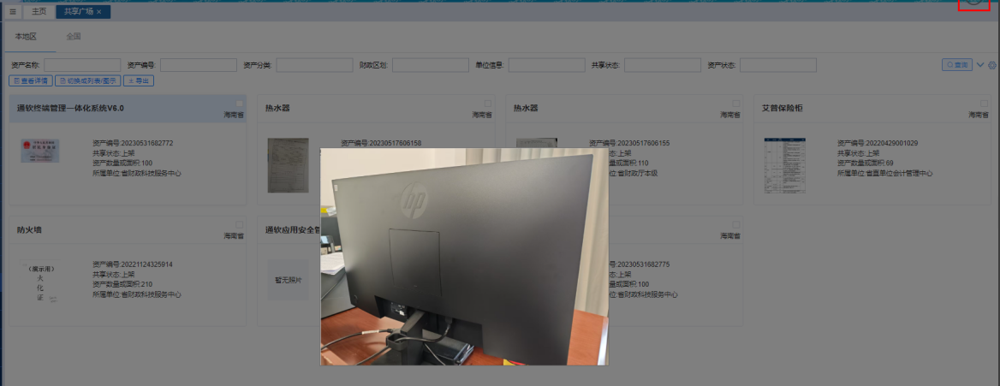 主页
共享广场 ×
本地区
全国
资产名称:
资产编号:
资产分类:
财政区划:
单位信息:
共享状态:
资产状态:
查询
查看详情
切换成列表/图示
导出
通软终端管理一体化系统V6.0
海南省
资产编号:20230531682772
共享状态:上架
资产数量或面积:100
所属单位:省财政科技服务中心
热水器
海南省
资产编号:20230517606158
热水器
海南省
资产编号:20230517606155
态:上架
量或面积:110
位:省财政厅本级
艾普保险柜
海南省
资产编号:20220429001029
共享状态:上架
资产数量或面积:69
所属单位:省直单位会计管理中心
防火墙
海南省
(展示用)
火
化
证
资产编号:20221124325914
共享状态:上架
资产数量或面积:210
所属单位:省财政科技服务中心
通软应用安全管
暂无照片
hp
海南省
号:20230531682775
态:上架
量或面积:100
位:省财政科技服务中心